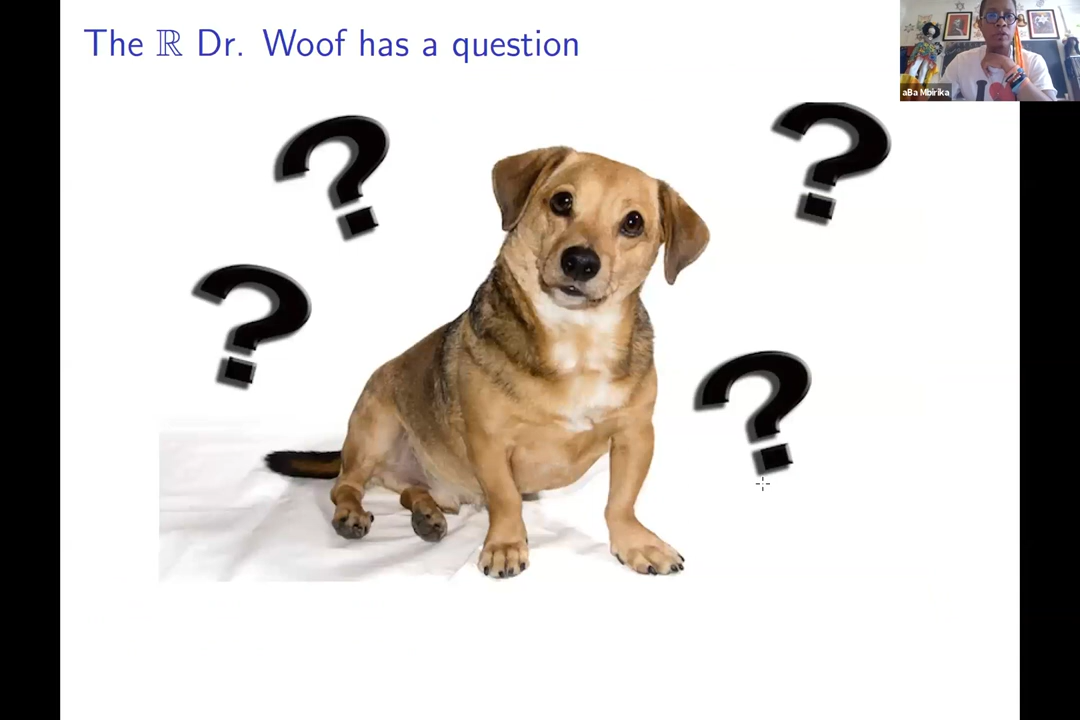 The ℝ Dr. Woof has a question
? ?
? ?
aBa Mbirika